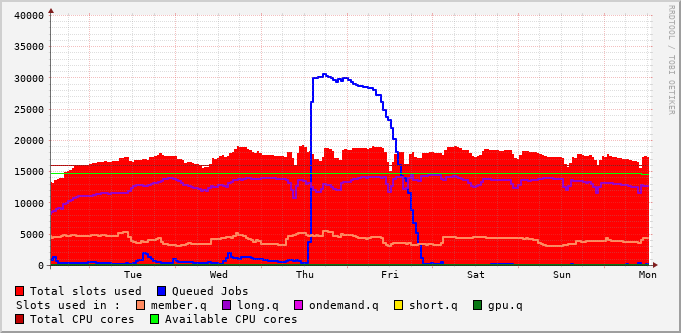 40000
35000
30000
25000
20000
15000
10000
5000
0
Tue Wed Thu Fri Sat Sun Mon
Total slots used Queued Jobs
Slots used in : member.q long.q ondemand.q short.q gpu.q
Total CPU cores Available CPU cores
RRDTOOL / TOBI OETIKER